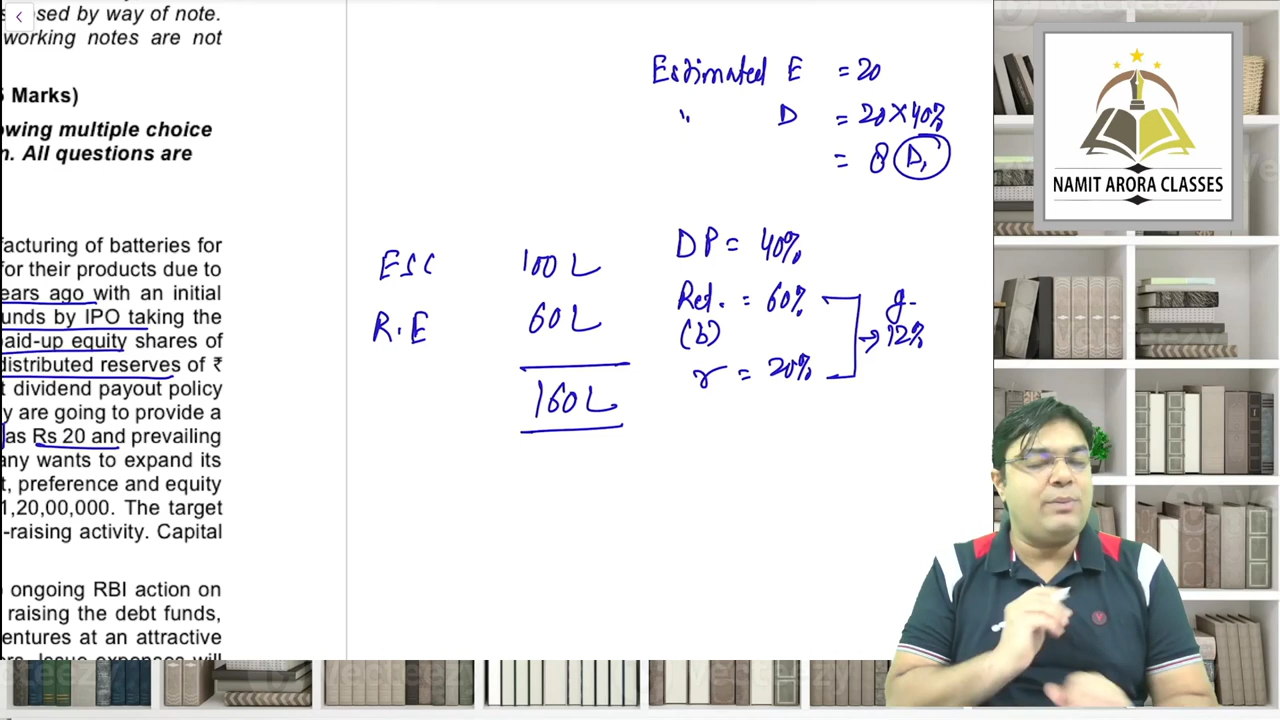 sed by way of note.
working notes are not
Marks)
owing multiple choice
n. All questions are
facturing of batteries for
for their products due to
ears ago with an initial
unds by IPO taking the
paid-up equity shares of
distributed reserves of ₹
t dividend payout policy
y are going to provide a
as Rs 20 and prevailing
any wants to expand its
t, preference and equity
1,20,00,000. The target
-raising activity. Capital
ongoing RBI action on
raising the debt funds,
entures at an attractive
Estimated E = 20
" D = 20×40%
= 8 D₁
ESC 100 L
R.E 60 L
160 L
DP = 40%
Ret. = 60%
(b)
r = 20%
g-
12%
NAMIT ARORA CLASSES